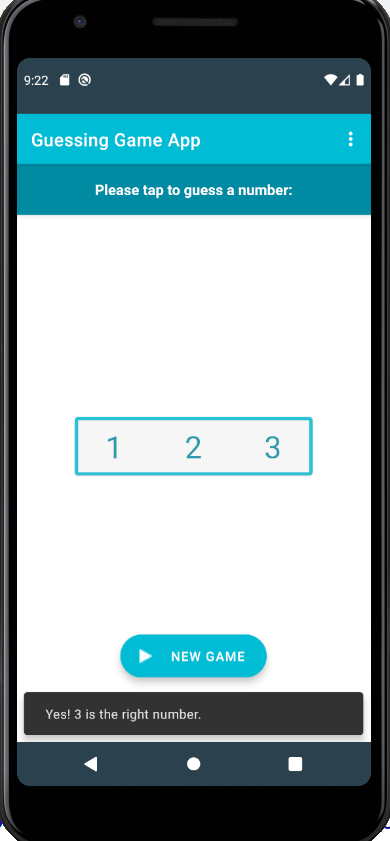 9:22
Guessing Game App
Please tap to guess a number:
1 2 3
NEW GAME
Yes! 3 is the right number.